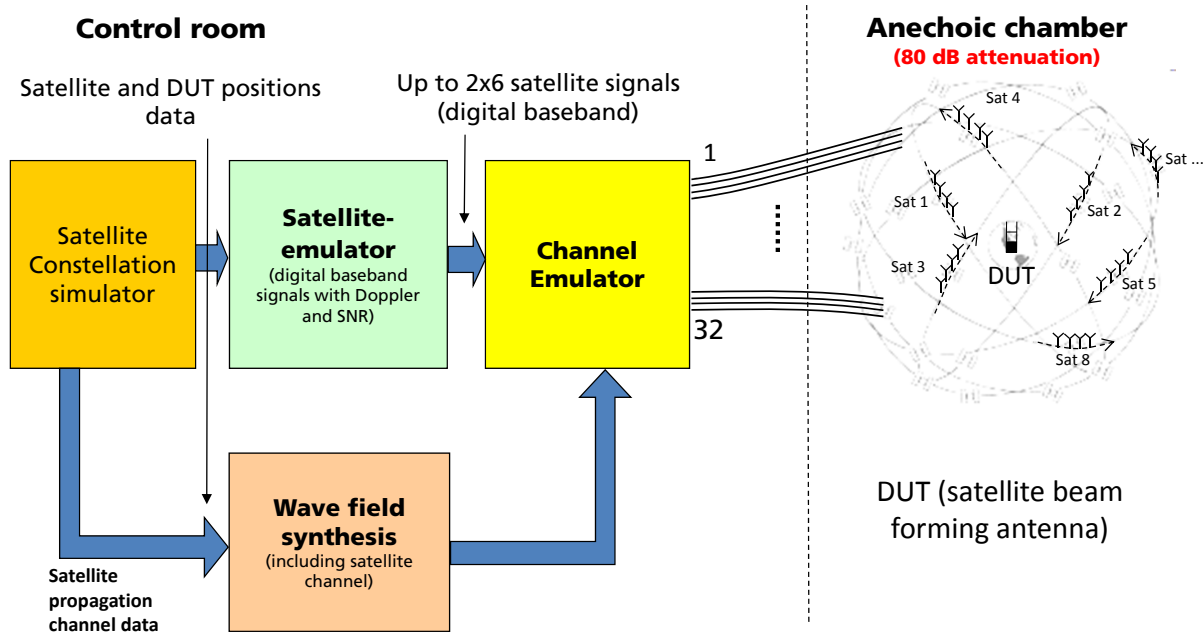 Control room
Anechoic chamber
(80 dB attenuation)
Satellite and DUT positions
data
Up to 2x6 satellite signals
(digital baseband)
Satellite
Constellation
simulator
Satellite-
emulator
(digital baseband
signals with Doppler
and SNR)
Channel
Emulator
1
32
Sat 4
Sat ...
Sat 1
Sat 2
Sat 3
DUT
Sat 5
Sat 8
Wave field
synthesis
(including satellite
channel)
Satellite
propagation
channel data
DUT (satellite beam
forming antenna)